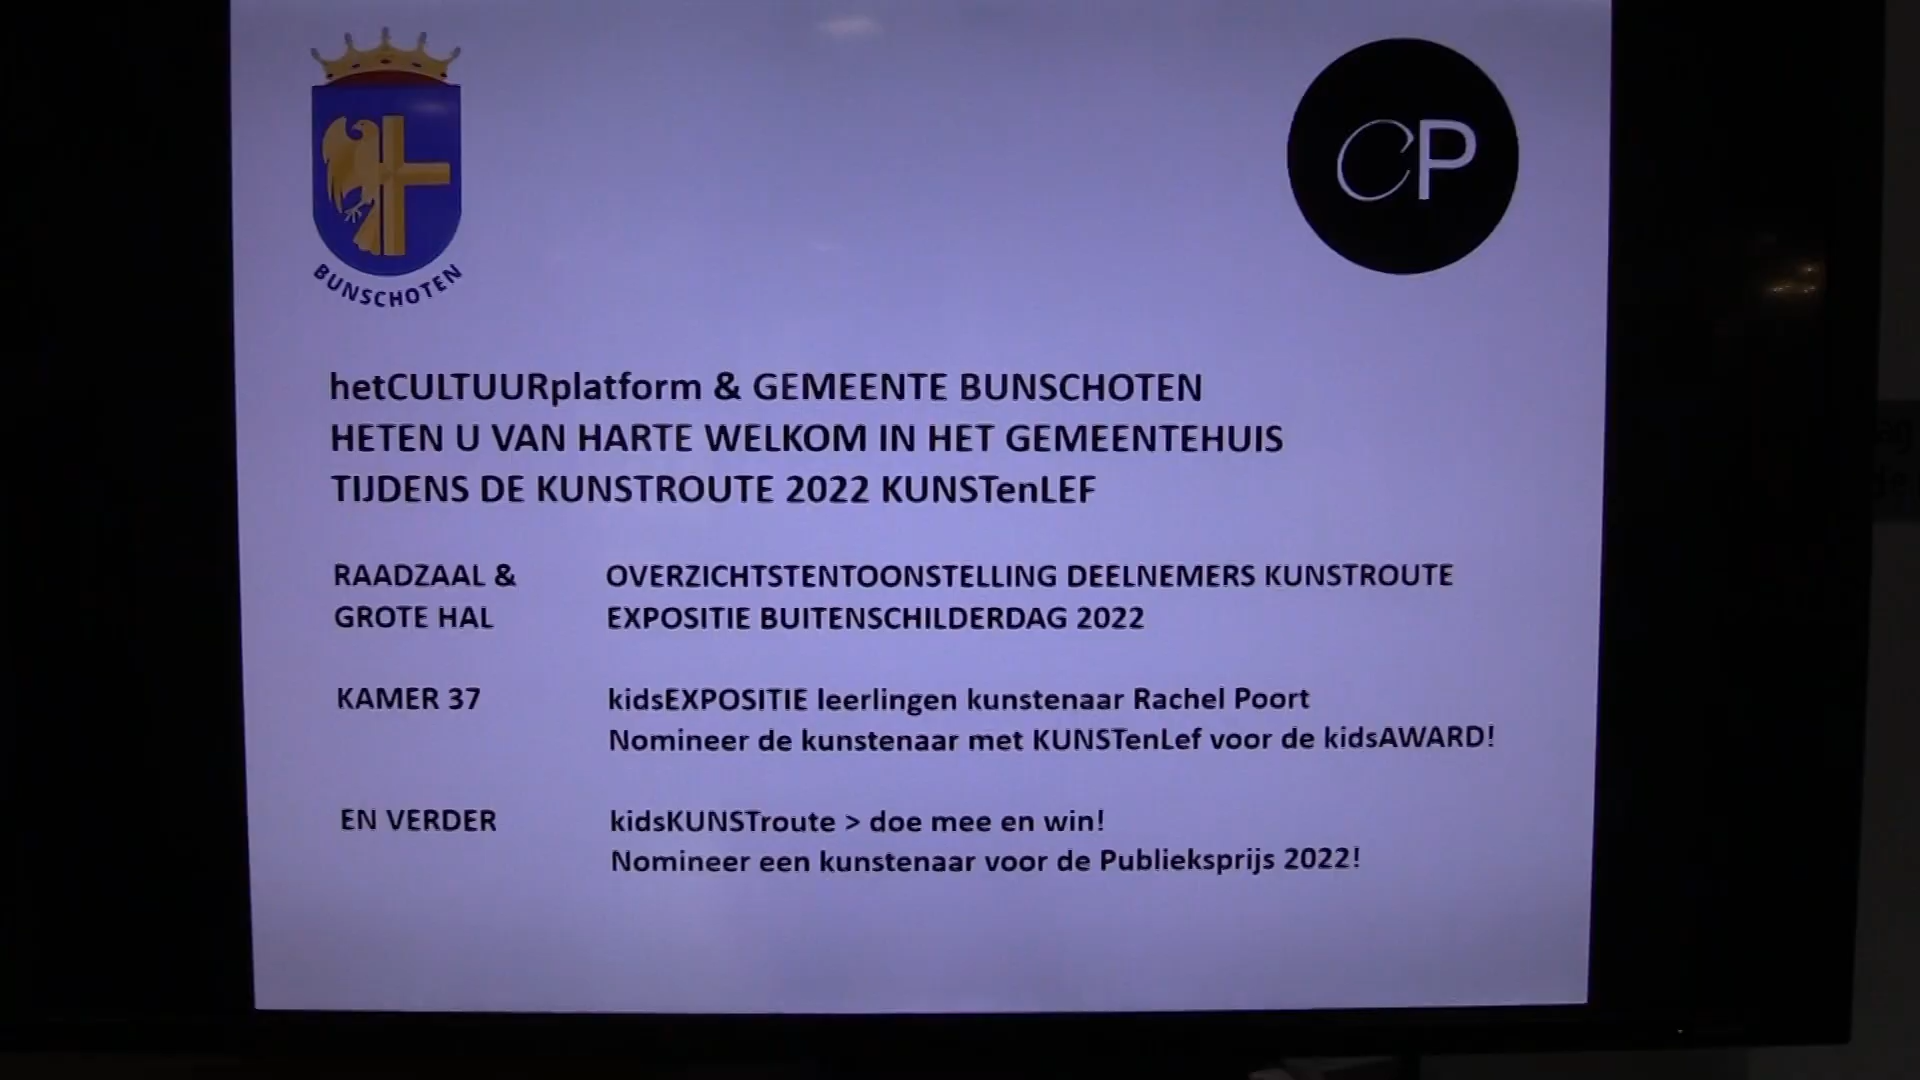 BUNSCHOTEN
CP
hetCULTUURplatform & GEMEENTE BUNSCHOTEN
HETEN U VAN HARTE WELKOM IN HET GEMEENTEHUIS
TIJDENS DE KUNSTROUTE 2022 KUNSTenLEF
RAADZAAL & OVERZICHTSTENTOONSTELLING DEELNEMERS KUNSTROUTE
GROTE HAL EXPOSITIE BUITENSCHILDERDAG 2022
KAMER 37 kidsEXPOSITIE leerlingen kunstenaar Rachel Poort
Nomineer de kunstenaar met KUNSTenLef voor de kidsAWARD!
EN VERDER kidsKUNSTroute > doe mee en win!
Nomineer een kunstenaar voor de Publieksprijs 2022!